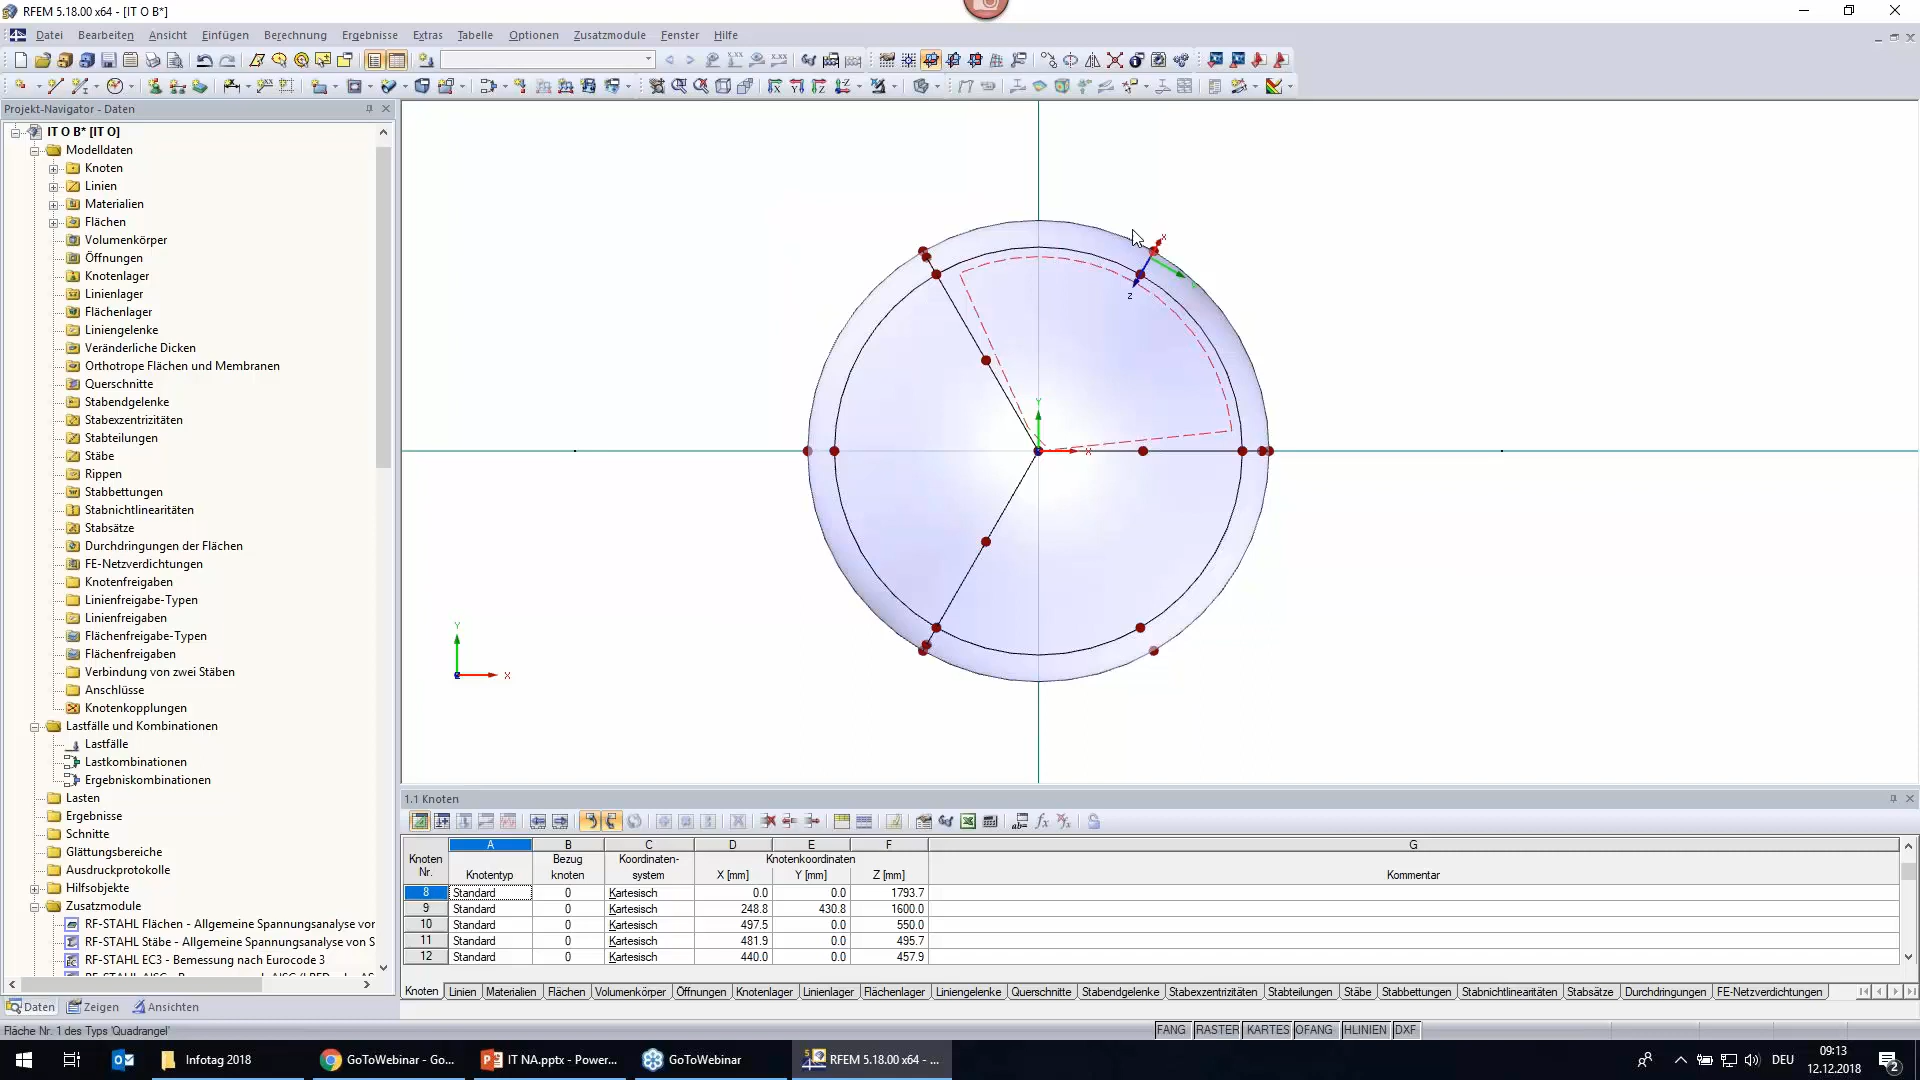 RFEM 5.18.00 x64 - [IT O B*]
Datei Bearbeiten Ansicht Einfügen Berechnung Ergebnisse Extras Tabelle Optionen Zusatzmodule Fenster Hilfe
Projekt-Navigator - Daten
IT O B* [IT O]
Modelldaten
Knoten
Linien
Materialien
Flächen
Volumenkörper
Öffnungen
Knotenlager
Linienlager
Flächenlager
Liniengelenke
Veränderliche Dicken
Orthotrope Flächen und Membranen
Querschnitte
Stabendgelenke
Stabexzentrizitäten
Stabteilungen
Stäbe
Rippen
Stabbettungen
Stabnichtlinearitäten
Stabsätze
Durchdringungen der Flächen
FE-Netzverdichtungen
Knotenfreigaben
Linienfreigabe-Typen
Linienfreigaben
Flächenfreigabe-Typen
Flächenfreigaben
Verbindung von zwei Stäben
Anschlüsse
Knotenkopplungen
Lastfälle und Kombinationen
Lastfälle
Lastkombinationen
Ergebniskombinationen
Lasten
Ergebnisse
Schnitte
Glättungsbereiche
Ausdruckprotokolle
Hilfsobjekte
Zusatzmodule
RF-STAHL Flächen - Allgemeine Spannungsanalyse vor
RF-STAHL Stäbe - Allgemeine Spannungsanalyse von S
RF-STAHL EC3 - Bemessung nach Eurocode 3
Daten Zeigen Ansichten
X
Z
Y
X
Y
X
1.1 Knoten
A B C D E F G
Knoten Bezug Koordinaten- Knotenkoordinaten
Nr. Knotentyp knoten system X [mm] Y [mm] Z [mm] Kommentar
8 Standard 0 Kartesisch 0.0 0.0 1793.7
9 Standard 0 Kartesisch 248.8 430.8 1600.0
10 Standard 0 Kartesisch 497.5 0.0 550.0
11 Standard 0 Kartesisch 481.9 0.0 495.7
12 Standard 0 Kartesisch 440.0 0.0 457.9
Knoten Linien Materialien Flächen Volumenkörper Öffnungen Knotenlager Linienlager Flächenlager Liniengelenke Querschnitte Stabendgelenke Stabexzentrizitäten Stabteilungen Stäbe Stabbettungen Stabnichtlinearitäten Stabsätze Durchdringungen FE-Netzverdichtungen
Fläche Nr. 1 des Typs 'Quadrangel'
FANG RASTER KARTES OFANG HLINIEN DXF
Infotag 2018 GoToWebinar - Go... IT NA.pptx - Power... GoToWebinar RFEM 5.18.00 x64 - ...
DEU
09:13
12.12.2018
2